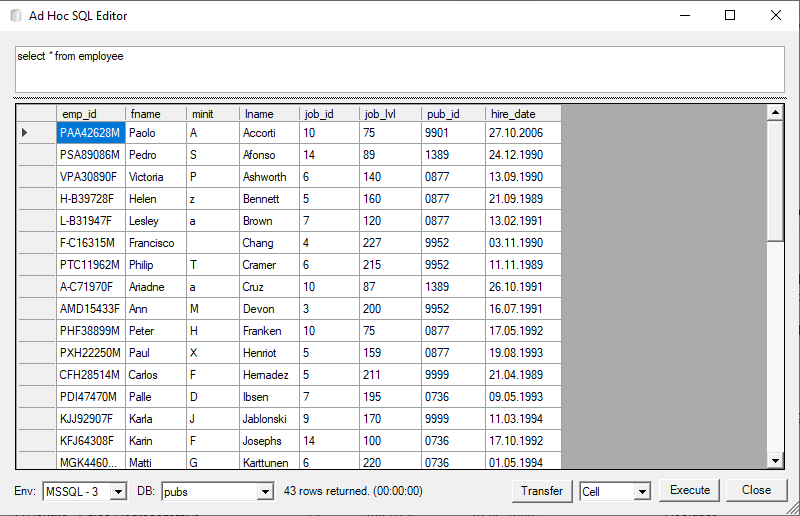 Ad Hoc SQL Editor
select * from employee
emp_id fname minit lname job_id job_lvl pub_id hire_date
PAA42628M Paolo A Accorti 10 75 9901 27.10.2006
PSA89086M Pedro S Afonso 14 89 1389 24.12.1990
VPA30890F Victoria P Ashworth 6 140 0877 13.09.1990
H-B39728F Helen z Bennett 5 160 0877 21.09.1989
L-B31947F Lesley a Brown 7 120 0877 13.02.1991
F-C16315M Francisco Chang 4 227 9952 03.11.1990
PTC11962M Philip T Cramer 6 215 9952 11.11.1989
A-C71970F Ariadne a Cruz 10 87 1389 26.10.1991
AMD15433F Ann M Devon 3 200 9952 16.07.1991
PHF38899M Peter H Franken 10 75 0877 17.05.1992
PXH22250M Paul X Henriot 5 159 0877 19.08.1993
CFH28514M Carlos F Hernadez 5 211 9999 21.04.1989
PDI47470M Palle D Ibsen 7 195 0736 09.05.1993
KJJ92907F Karla J Jablonski 9 170 9999 11.03.1994
KFJ64308F Karin F Josephs 14 100 0736 17.10.1992
MGK4460... Matti G Karttunen 6 220 0736 01.05.1994
Env: MSSQL - 3 DB: pubs 43 rows returned. (00:00:00) Transfer Cell Execute Close